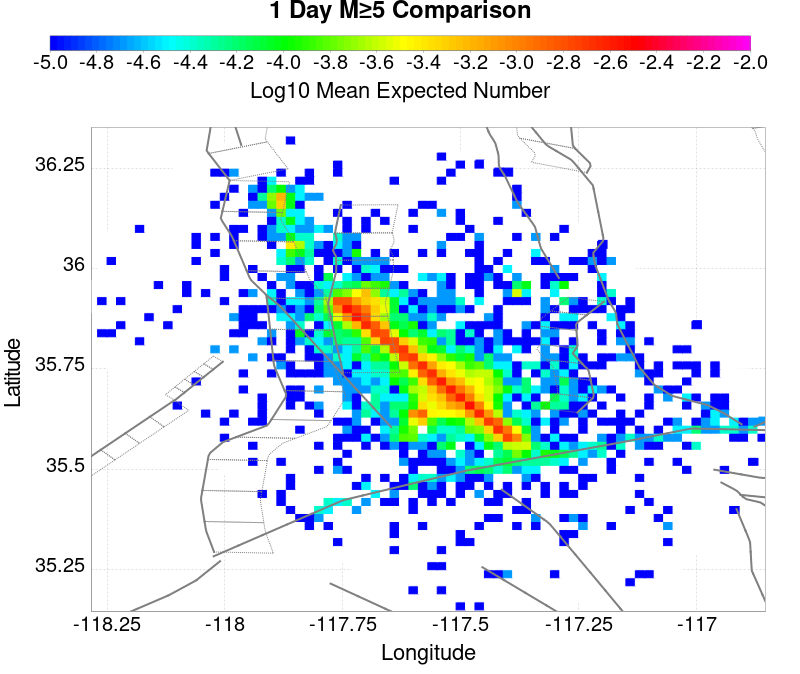 1 Day M≥5 Comparison
-5.0 -4.8 -4.6 -4.4 -4.2 -4.0 -3.8 -3.6 -3.4 -3.2 -3.0 -2.8 -2.6 -2.4 -2.2 -2.0
Log10 Mean Expected Number
36.25
36
35.75
35.5
35.25
Latitude
-118.25 -118 -117.75 -117.5 -117.25 -117
Longitude